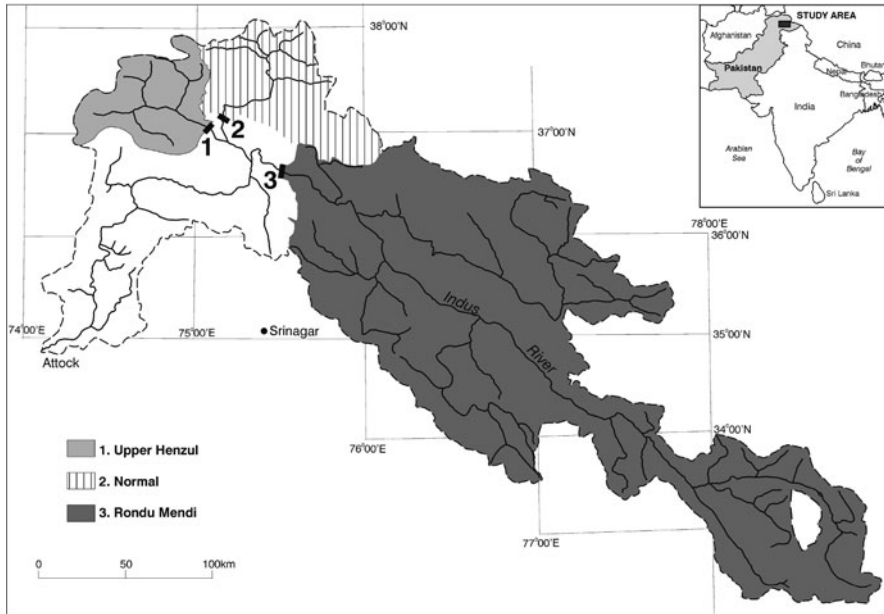 38°00'N
STUDY AREA
Afghanistan
China
Pakistan
Nepal
Bhutan
Bangladesh
India
Arabian
Sea
Bay
of
Bengal
Sri Lanka
1
2
3
37°00'N
78°00'E
36°00'N
74°00'E
75°00'E
Srinagar
Indus
River
35°00'N
Attock
76°00'E
34°00'N
77°00'E
1. Upper Henzul
2. Normal
3. Rondu Mendi
0
50
100km